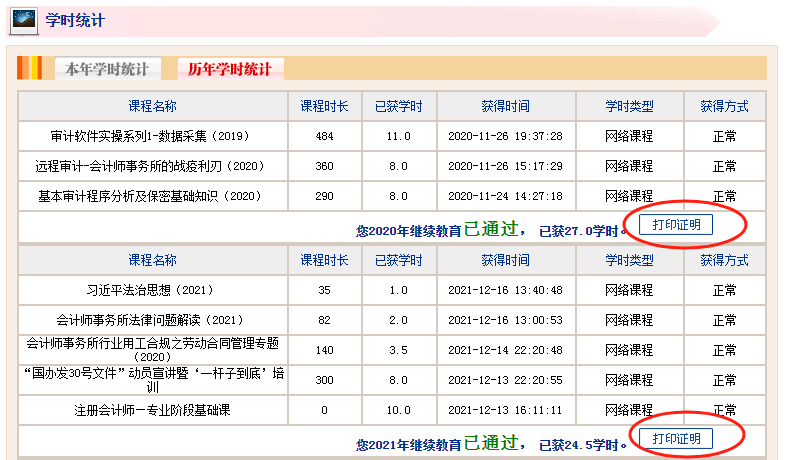 学时统计
本年学时统计 历年学时统计
课程名称 课程时长 已获学时 获得时间 学时类型 获得方式
审计软件实操系列1-数据采集（2019） 484 11.0 2020-11-26 19:37:28 网络课程 正常
远程审计-会计师事务所的战疫利刃（2020） 360 8.0 2020-11-26 15:17:29 网络课程 正常
基本审计程序分析及保密基础知识（2020） 290 8.0 2020-11-24 14:27:18 网络课程 正常
您2020年继续教育已通过，已获27.0学时。 打印证明
课程名称 课程时长 已获学时 获得时间 学时类型 获得方式
习近平法治思想（2021） 35 1.0 2021-12-16 13:40:48 网络课程 正常
会计师事务所法律问题解读（2021） 82 2.0 2021-12-16 13:00:53 网络课程 正常
会计师事务所行业用工合规之劳动合同管理专题
（2020） 140 3.5 2021-12-14 22:20:48 网络课程 正常
“国办发30号文件”动员宣讲暨‘一杆子到底’培
训 300 8.0 2021-12-13 22:20:55 网络课程 正常
注册会计师－专业阶段基础课 0 10.0 2021-12-13 16:11:11 网络课程 正常
您2021年继续教育已通过，已获24.5学时。 打印证明